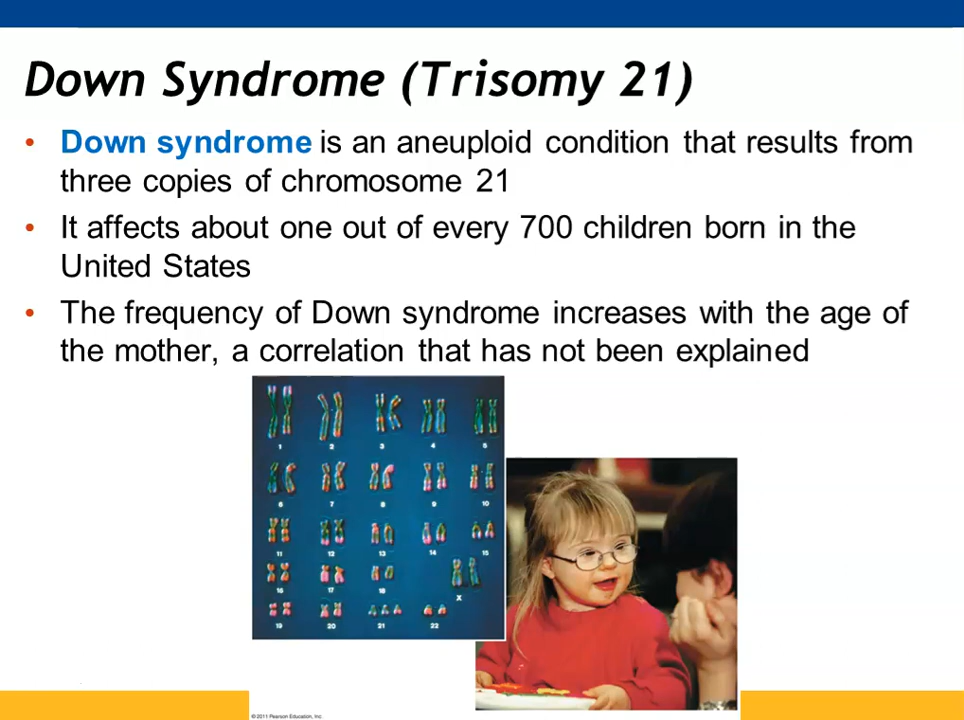 Down Syndrome (Trisomy 21)
• Down syndrome is an aneuploid condition that results from
three copies of chromosome 21
• It affects about one out of every 700 children born in the
United States
• The frequency of Down syndrome increases with the age of
the mother, a correlation that has not been explained
1 2 3 4 5
6 7 8 9 10
11 12 13 14 15
16 17 18 X
19 20 21 22
© 2011 Pearson Education, Inc.